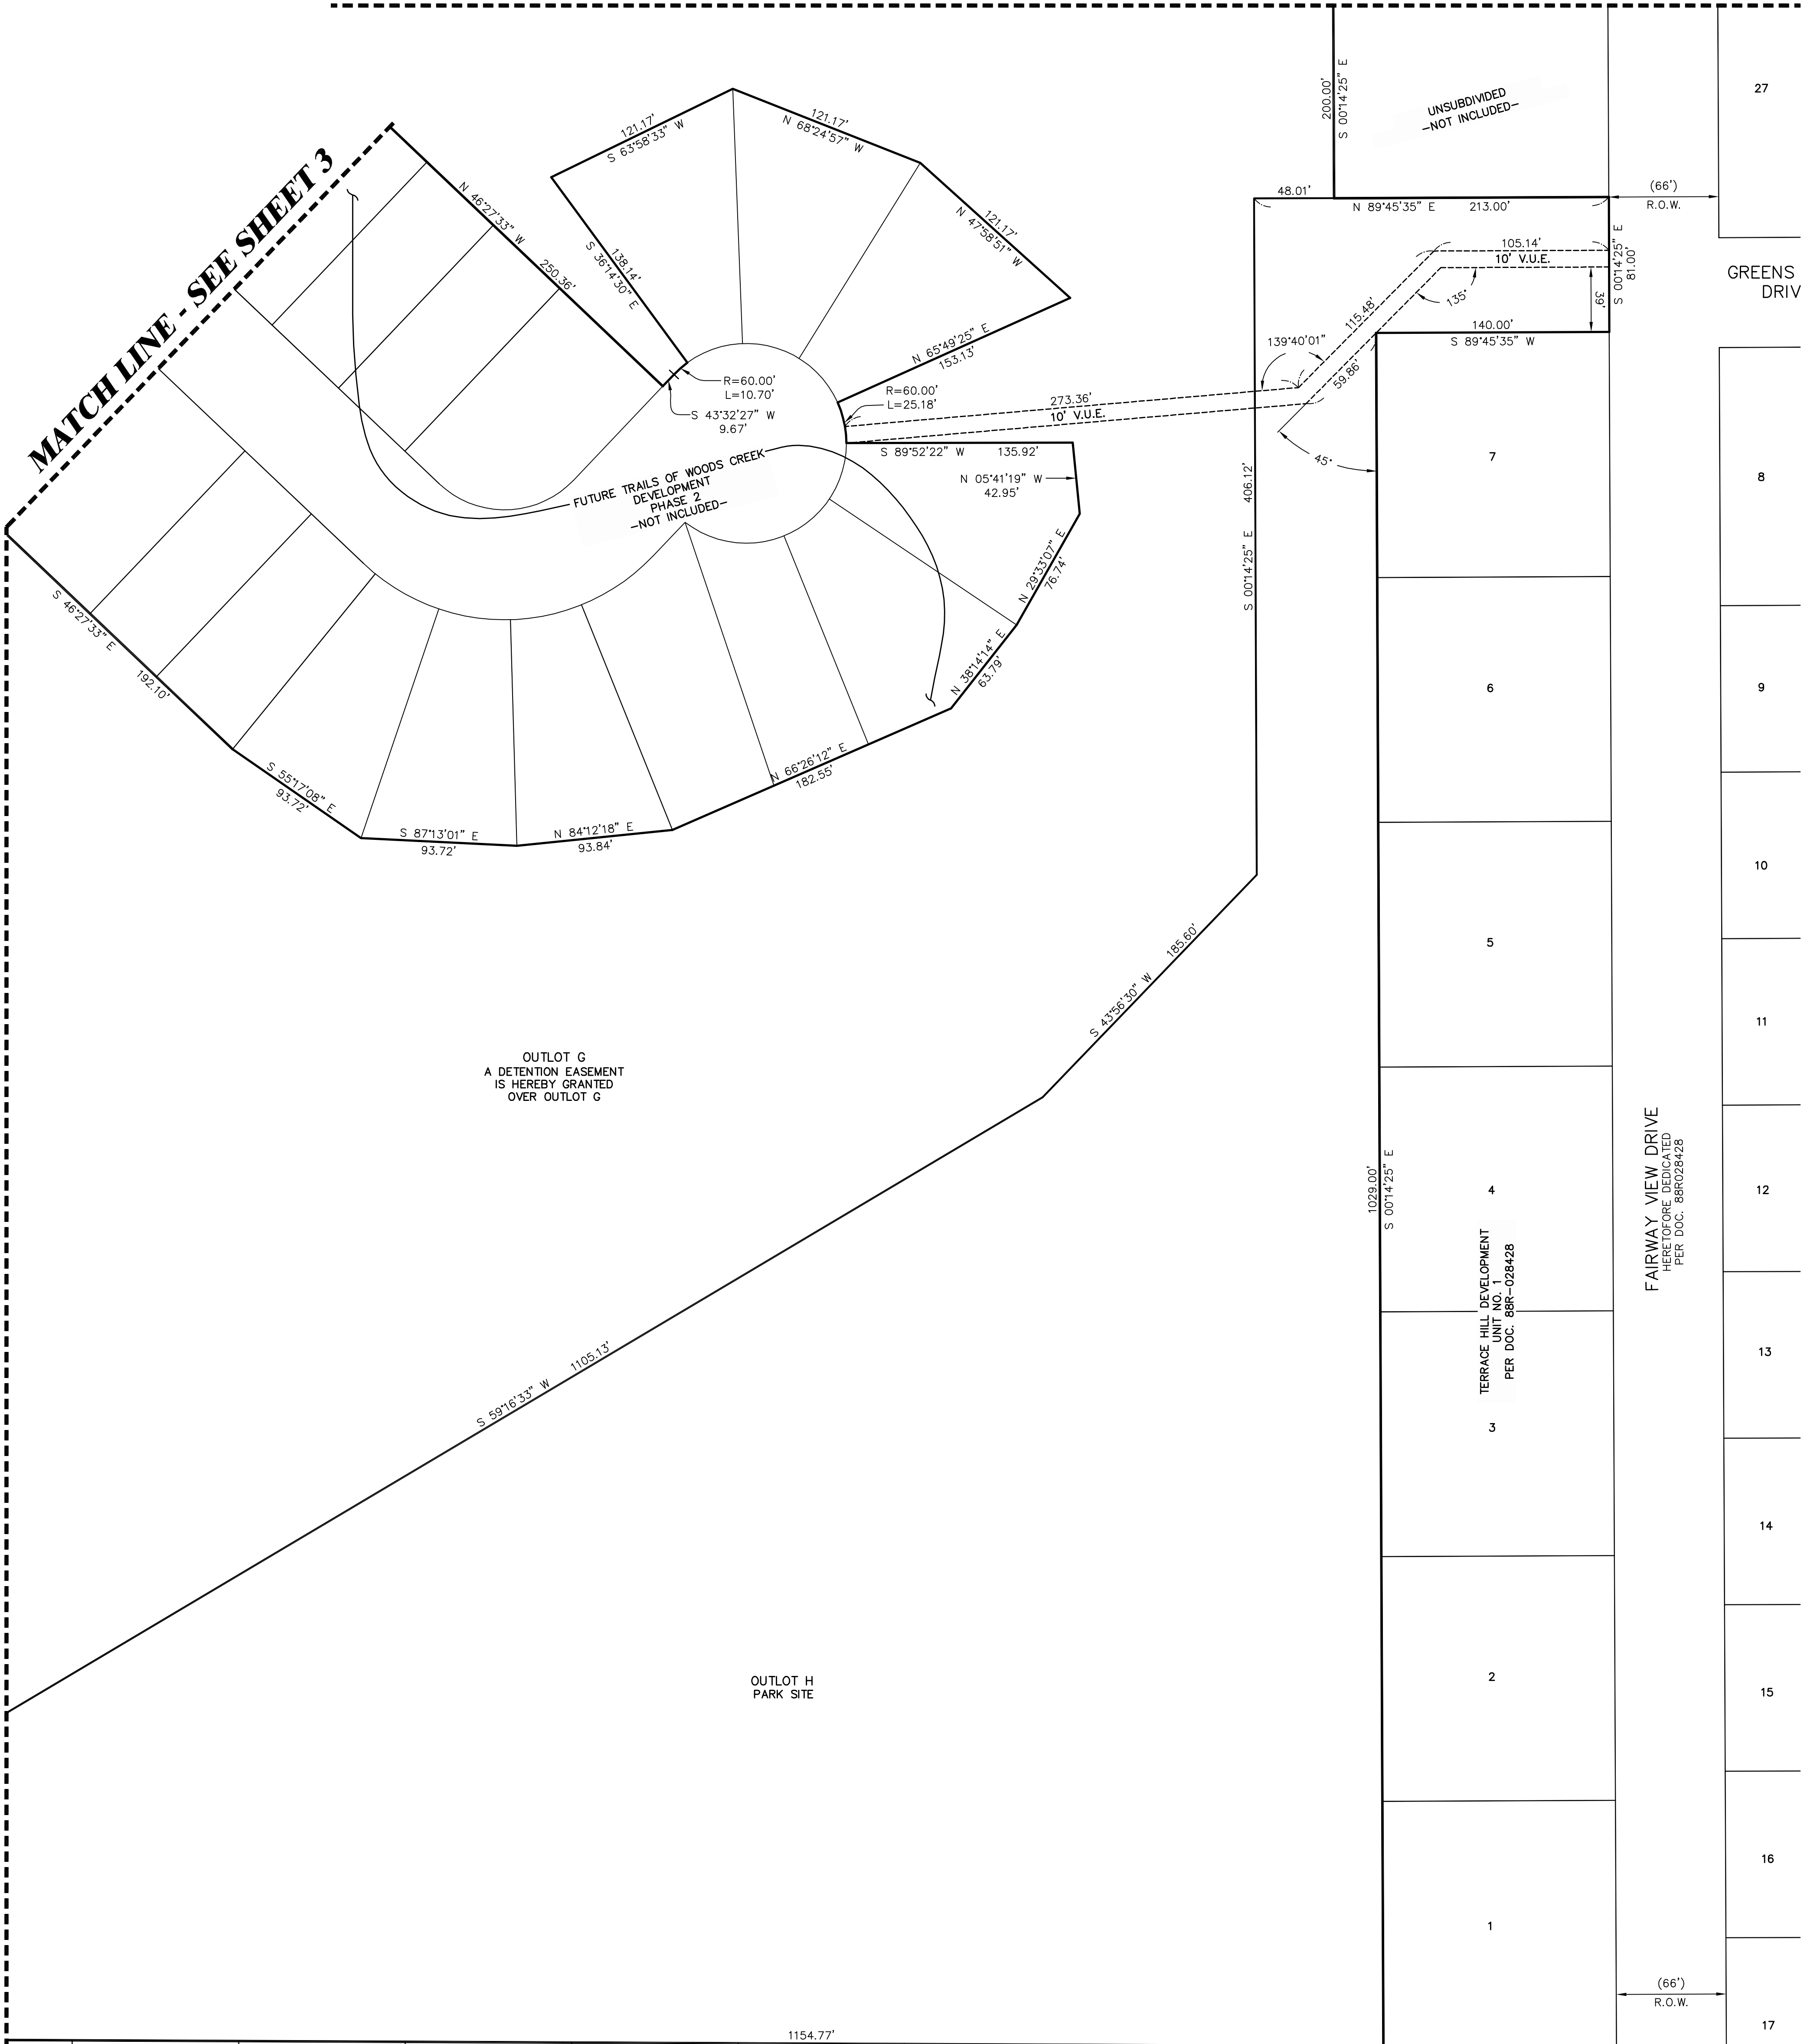 27
UNSUBDIVIDED
-NOT INCLUDED-
200.00'
S 00°14'25" E
MATCH LINE - SEE SHEET 3
121.17'
S 63°58'33" W
121.17'
N 68°24'57" W
121.17'
N 47°58'51" W
N 46°27'33" W
250.36'
138.14'
S 36°14'30" E
48.01'
N 89°45'35" E 213.00'
(66')
R.O.W.
105.14'
10' V.U.E.
S 00°14'25" E
81.00'
GREENS
DRIV
135°
39'
115.48'
140.00'
S 89°45'35" W
139°40'01"
59.86'
N 65°49'25" E
153.13'
R=60.00'
L=10.70'
S 43°32'27" W
9.67'
R=60.00'
L=25.18'
273.36'
10' V.U.E.
S 89°52'22" W 135.92'
45°
N 05°41'19" W
42.95'
FUTURE TRAILS OF WOODS CREEK
DEVELOPMENT
PHASE 2
-NOT INCLUDED-
S 00°14'25" E 406.12'
7
8
N 29°33'07" E
76.74'
N 38°14'14" E
63.79'
S 46°27'33" E
192.10'
6
9
N 66°26'12" E
182.55'
S 55°17'08" E
93.72'
S 87°13'01" E
93.72'
N 84°12'18" E
93.84'
10
5
S 43°56'30" W 185.60'
11
OUTLOT G
A DETENTION EASEMENT
IS HEREBY GRANTED
OVER OUTLOT G
1029.00'
S 00°14'25" E
4
12
FAIRWAY VIEW DRIVE
HERETOFORE DEDICATED
PER DOC. 88R028428
TERRACE HILL DEVELOPMENT
UNIT NO. 1
PER DOC. 88R-028428
13
S 59°16'33" W 1105.13'
3
14
OUTLOT H
PARK SITE
2
15
16
1
(66')
R.O.W.
17
1154.77'